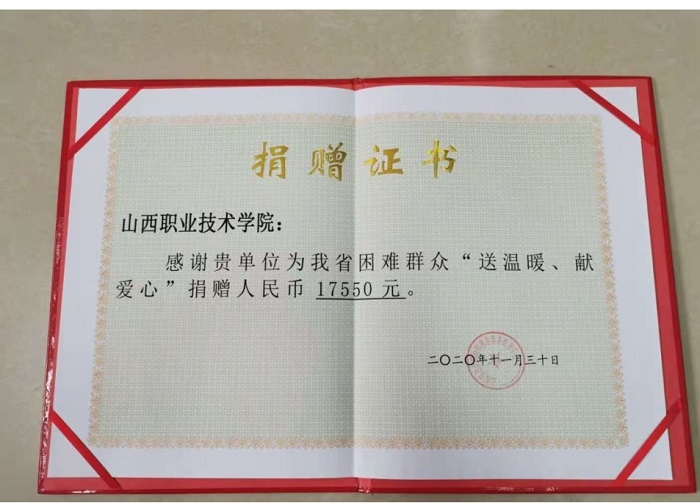 捐赠证书
山西职业技术学院：
感谢贵单位为我省困难群众“送温暖、献
爱心”捐赠人民币 17550 元。
二〇二〇年十一月三十日